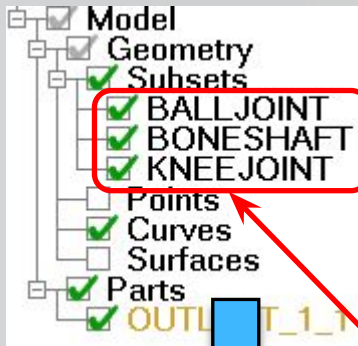 Model
Geometry
Subsets
BALLJOINT
BONESHAFT
KNEEJOINT
Points
Curves
Surfaces
Parts